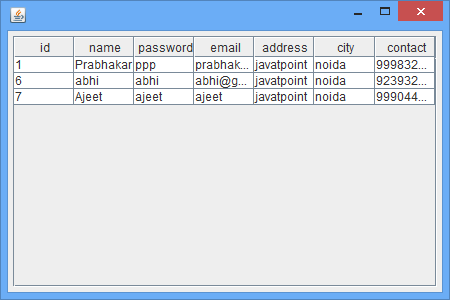 id name password email address city contact
1 Prabhakar ppp prabhak... javatpoint noida 999832...
6 abhi abhi abhi@g... javatpoint noida 923932...
7 Ajeet ajeet ajeet javatpoint noida 999044...